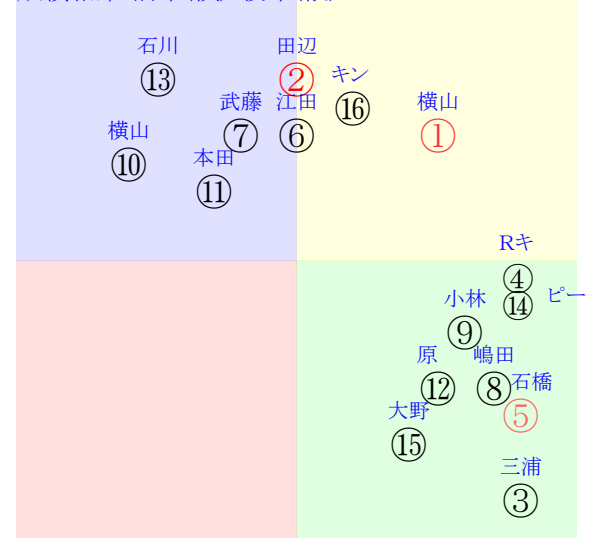 石川
⑬
田辺
②
キン
⑯
横山
①
武藤
⑦
江田
⑥
横山
⑩
本田
⑪
Rキ
④
⑭
ピー
小林
⑨
原
⑫
嶋田
⑧
石橋
⑤
大野
⑮
三浦
③